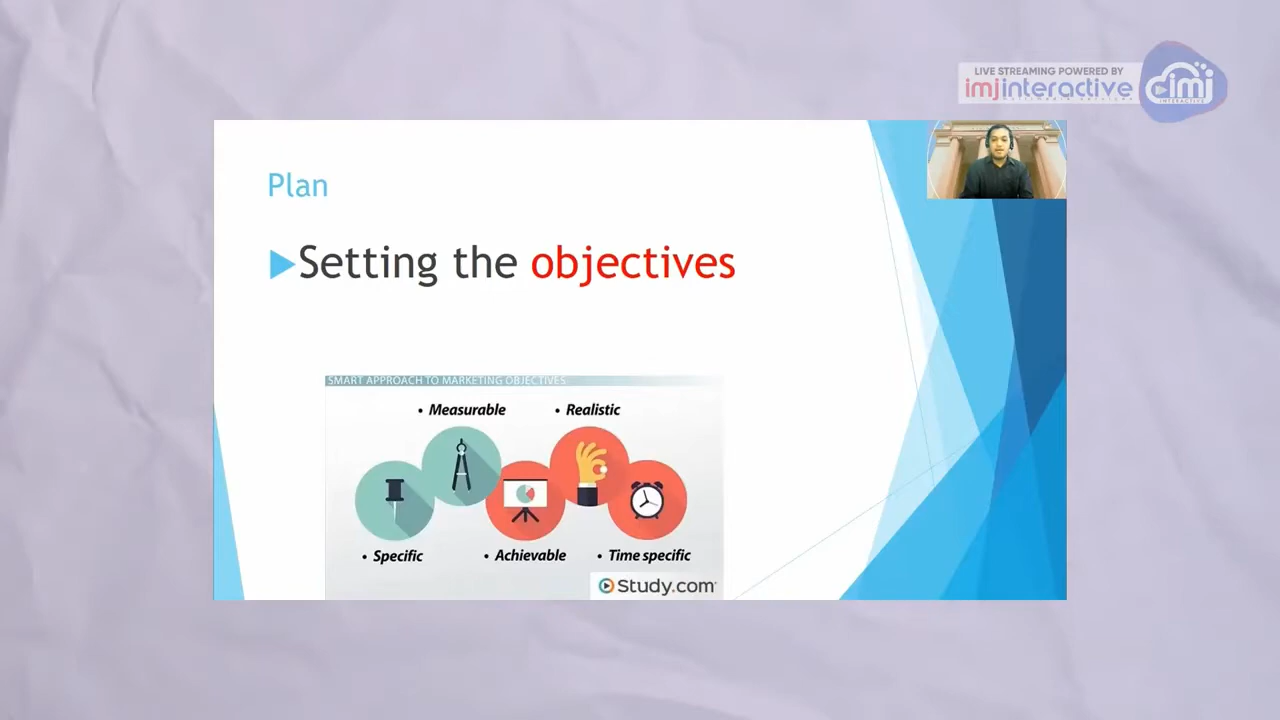 LIVE STREAMING POWERED BY
imjinteractive
imj
INTERACTIVE
Plan
Setting the objectives
SMART APPROACH TO MARKETING OBJECTIVES
• Measurable
• Realistic
• Specific
• Achievable
• Time specific
Study.com